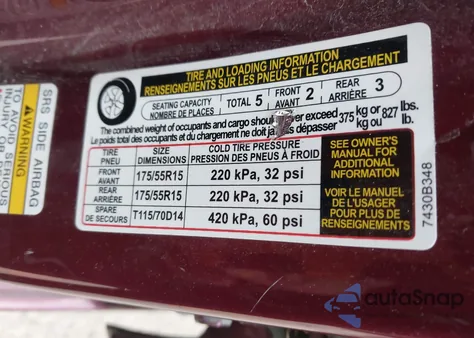 TIRE AND LOADING INFORMATION
RENSEIGNEMENTS SUR LES PNEUS ET LE CHARGEMENT
SEATING CAPACITY
NOMBRE DE PLACES
TOTAL 5
FRONT
AVANT 2
REAR
ARRIÈRE 3
The combined weight of occupants and cargo should never exceed 375 kg or 827 lbs.
Le poids total des occupants et du chargement ne doit jamais dépasser kg ou lb.
TIRE
PNEU
SIZE
DIMENSIONS
COLD TIRE PRESSURE
PRESSION DES PNEUS À FROID
FRONT
AVANT
175/55R15
220 kPa, 32 psi
REAR
ARRIÈRE
175/55R15
220 kPa, 32 psi
SPARE
DE SECOURS
T115/70D14
420 kPa, 60 psi
SEE OWNERS
MANUAL FOR
ADDITIONAL
INFORMATION
VOIR LE MANUEL
DE L'USAGER
POUR PLUS DE
RENSEIGNEMENTS
7430B348
SRS SIDE AIRBAG
WARNING
TO AVOID SERIOUS
autoSnap